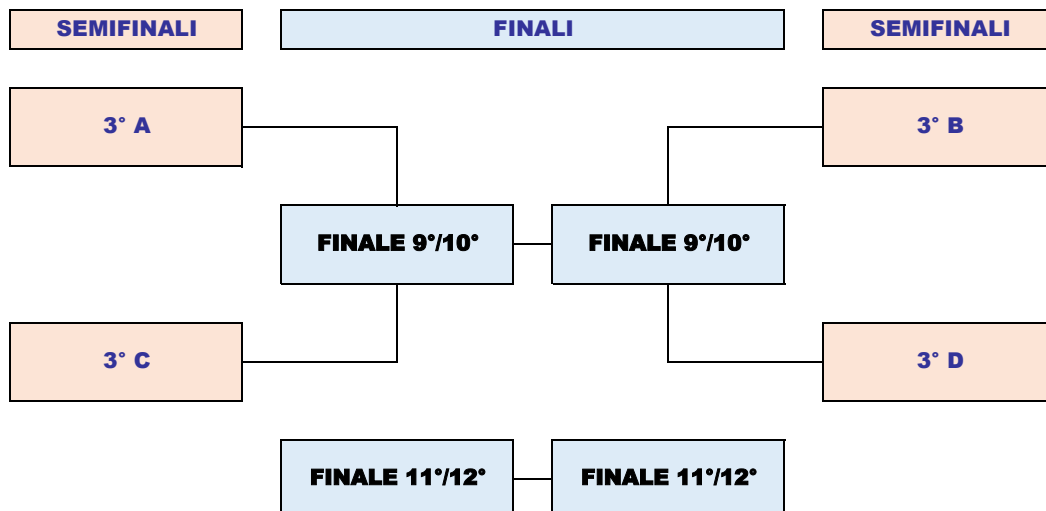 SEMIFINALI
FINALI
SEMIFINALI
3° A
3° B
FINALE 9°/10°
FINALE 9°/10°
3° C
3° D
FINALE 11°/12°
FINALE 11°/12°